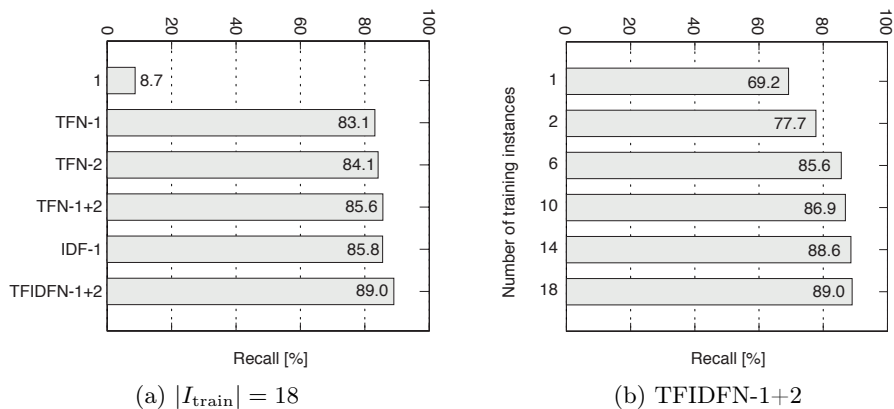 0 20 40 60 80 100
1 8.7
TFN-1 83.1
TFN-2 84.1
TFN-1+2 85.6
IDF-1 85.8
TFIDFN-1+2 89.0
Recall [%]
(a) |I_train| = 18
0 20 40 60 80 100
Number of training instances
1 69.2
2 77.7
6 85.6
10 86.9
14 88.6
18 89.0
Recall [%]
(b) TFIDFN-1+2